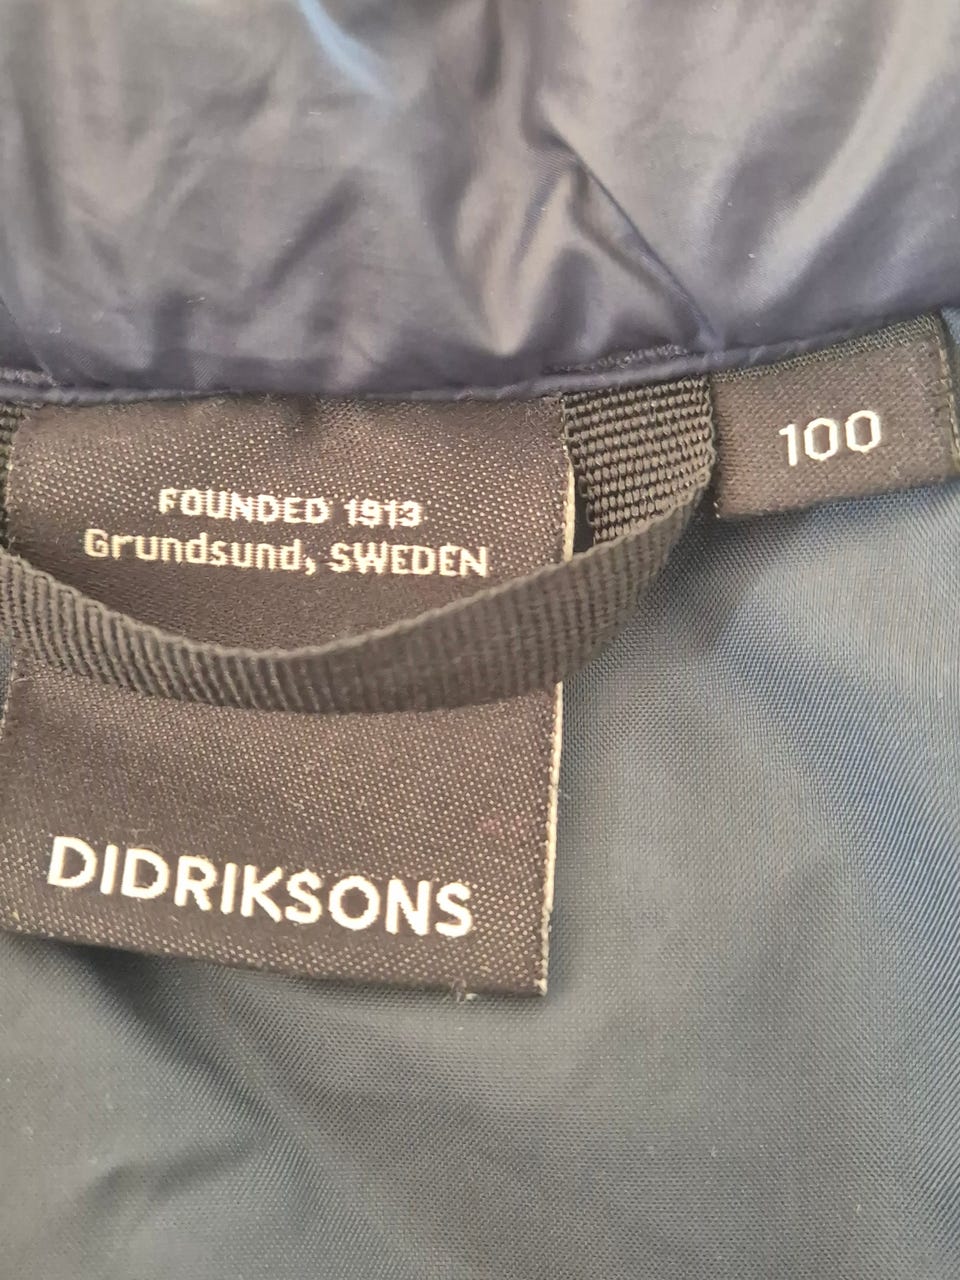 FOUNDED 1913
Grundsund, SWEDEN
DIDRIKSONS
100